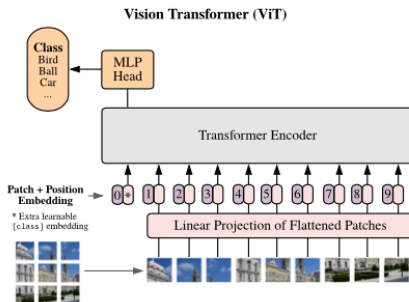 Vision Transformer (ViT)
Class
Bird
Ball
Car
...
MLP
Head
Transformer Encoder
Patch + Position
Embedding
0 * 1 2 3 4 5 6 7 8 9
* Extra learnable
[class] embedding
Linear Projection of Flattened Patches